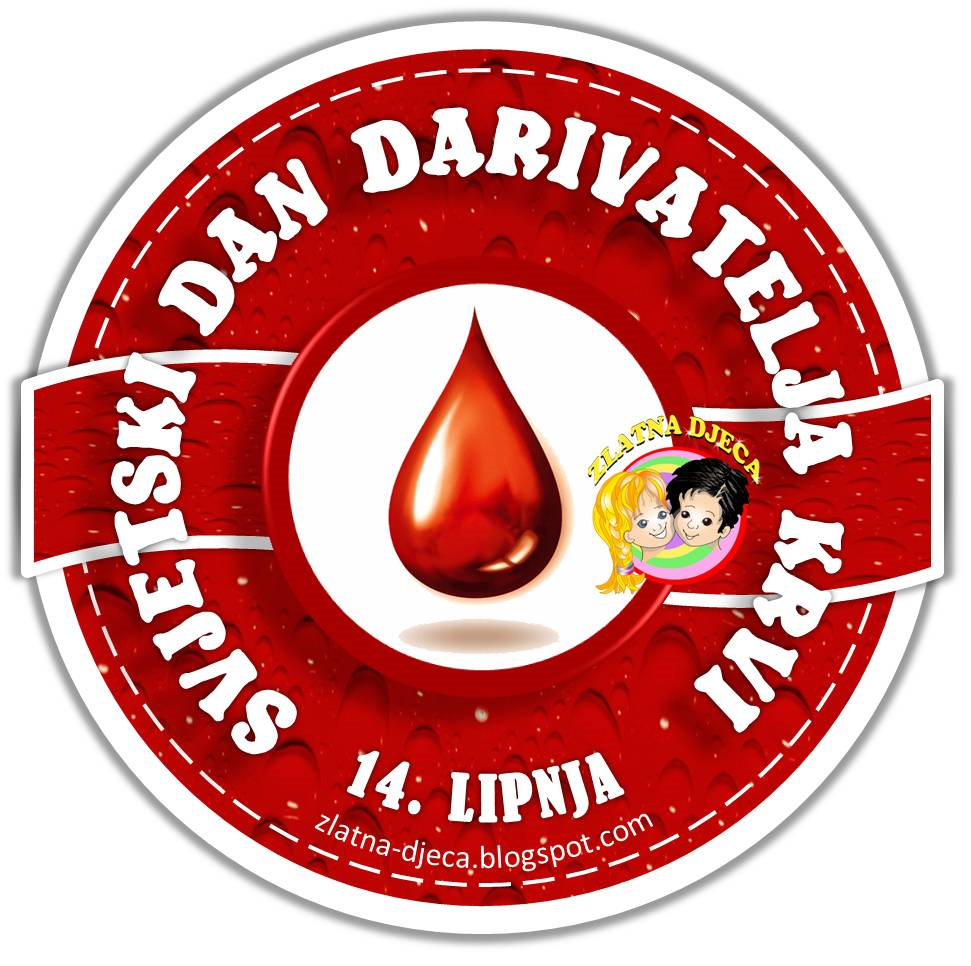 SVJETSKI DAN DARIVATELJA KRVI
ZLATNA DJECA
14. LIPNJA
zlatna-djeca.blogspot.com